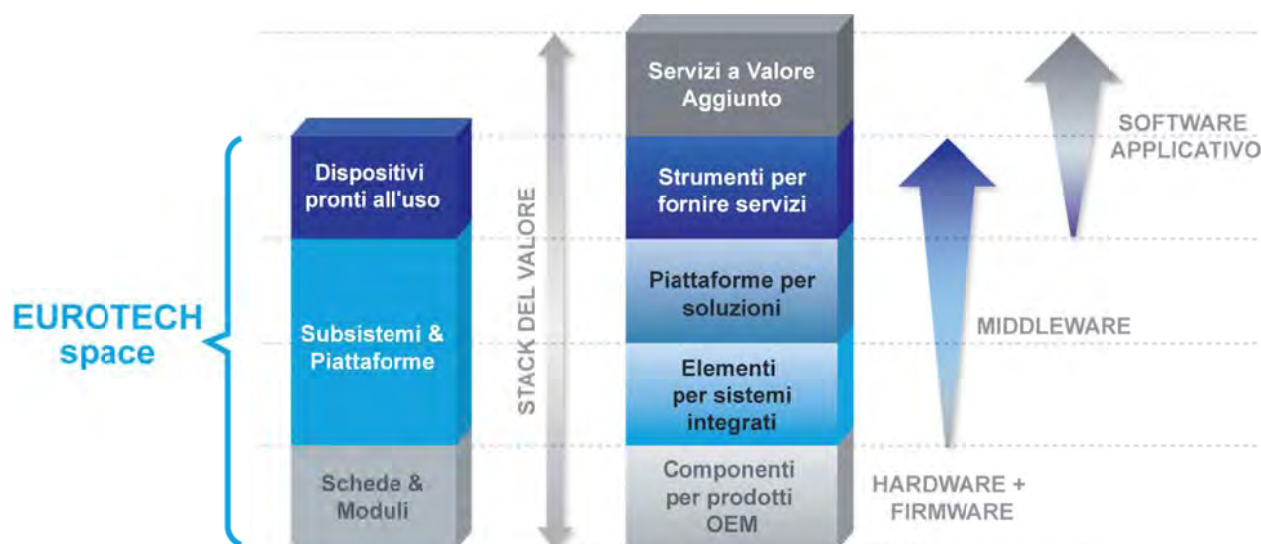 EUROTECH
space
Dispositivi
pronti all'uso
Subsistemi &
Piattaforme
Schede &
Moduli
STACK DEL VALORE
Servizi a Valore
Aggiunto
Strumenti per
fornire servizi
Piattaforme per
soluzioni
Elementi
per sistemi
integrati
Componenti
per prodotti
OEM
SOFTWARE
APPLICATIVO
MIDDLEWARE
HARDWARE +
FIRMWARE